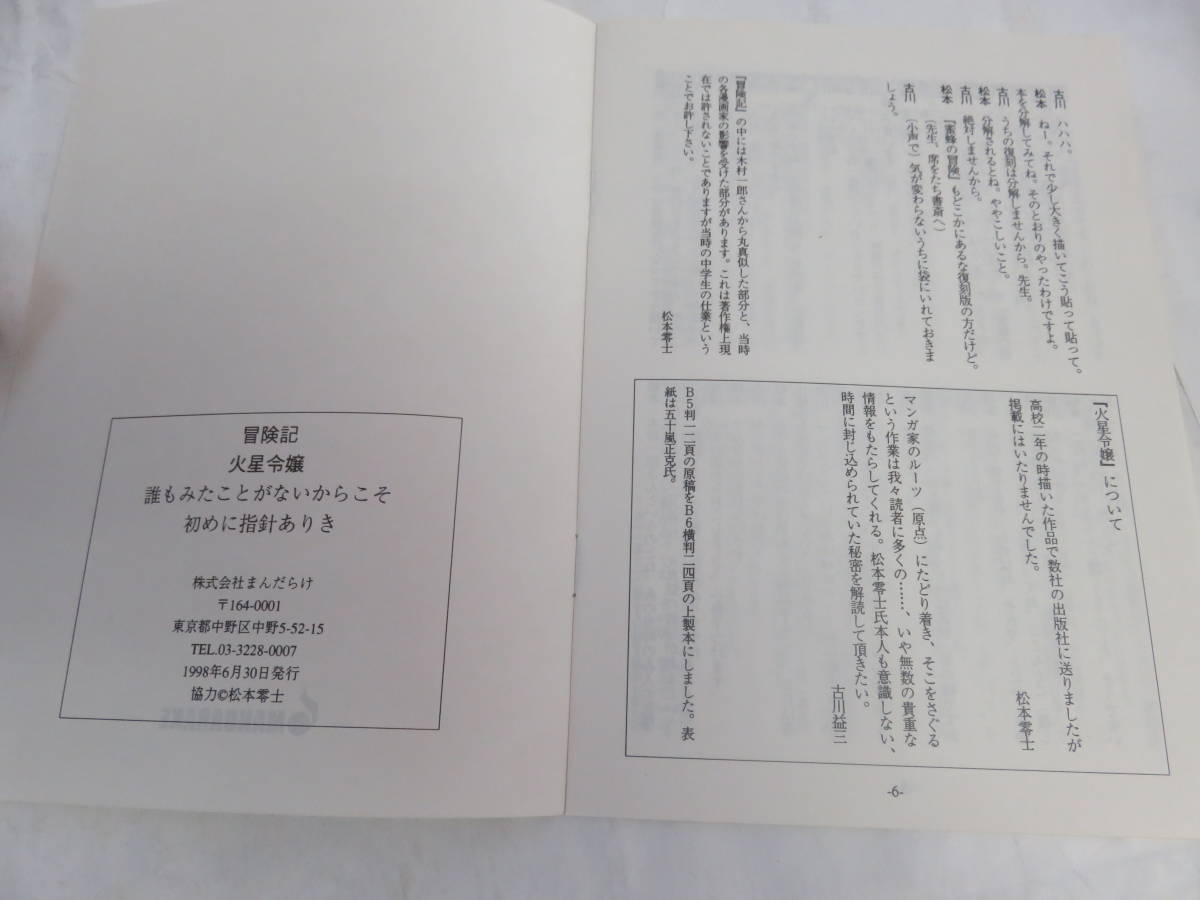 古川　ハハハ。
松本　ねー。それで少し大きく描いてこう貼って貼って。
本を分解してみてね。そのとおりのやったわけですよ。
古川　うちの復刻は分解しませんから。先生。
松本　分解されるとね。ややこしいこと。
古川　絶対しませんから。
松本　『蜜蜂の冒険』もどこかにあるな復刻版の方だけど。
（先生、席をたち書斎へ）
古川　（小声で）気が変わらないうちに袋にいれておきま
しょう。
『冒険記』の中には木村一郎さんから丸真似した部分と、当時
の各漫画家の影響を受けた部分があります。これは著作権上現
在では許されないことでありますが当時の中学生の仕業という
ことでお許し下さい。
松本零士
『火星令嬢』について
高校二年の時描いた作品で数社の出版社に送りましたが
掲載にはいたりませんでした。
松本零士
マンガ家のルーツ（原点）にたどり着き、そこをさぐる
という作業は我々読者に多くの……、いや無数の貴重な
情報をもたらしてくれる。松本零士氏本人も意識しない、
時間に封じ込められていた秘密を解読して頂きたい。
古川益三
B5判一二頁の原稿をB6横判二四頁の上製本にしました。表
紙は五十嵐正克氏。
-6-
冒険記
火星令嬢
誰もみたことがないからこそ
初めに指針ありき
株式会社まんだらけ
〒164-0001
東京都中野区中野5-52-15
TEL.03-3228-0007
1998年6月30日発行
協力©松本零士